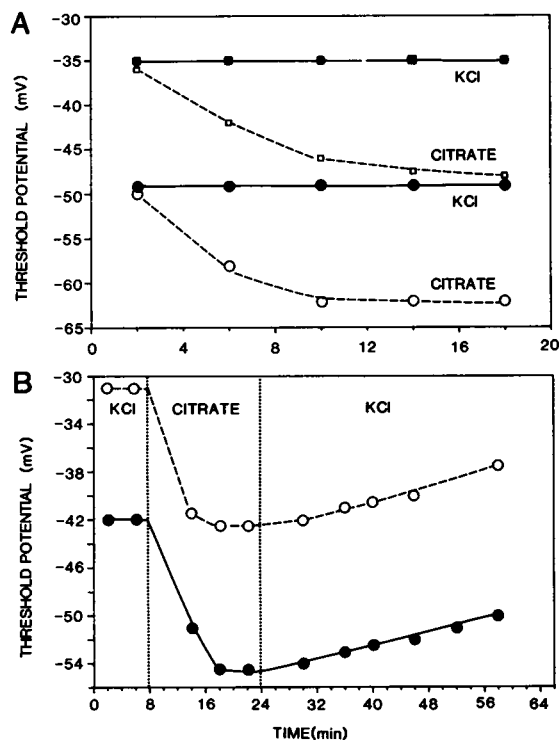 A
THRESHOLD POTENTIAL (mV)
-35
-40
-45
-50
-55
-60
-65
KCl
CITRATE
KCl
CITRATE
0
4
8
12
16
20
B
THRESHOLD POTENTIAL (mV)
-30
-34
-38
-42
-46
-50
-54
KCl
CITRATE
KCl
0
8
16
24
32
40
48
56
64
TIME(min)